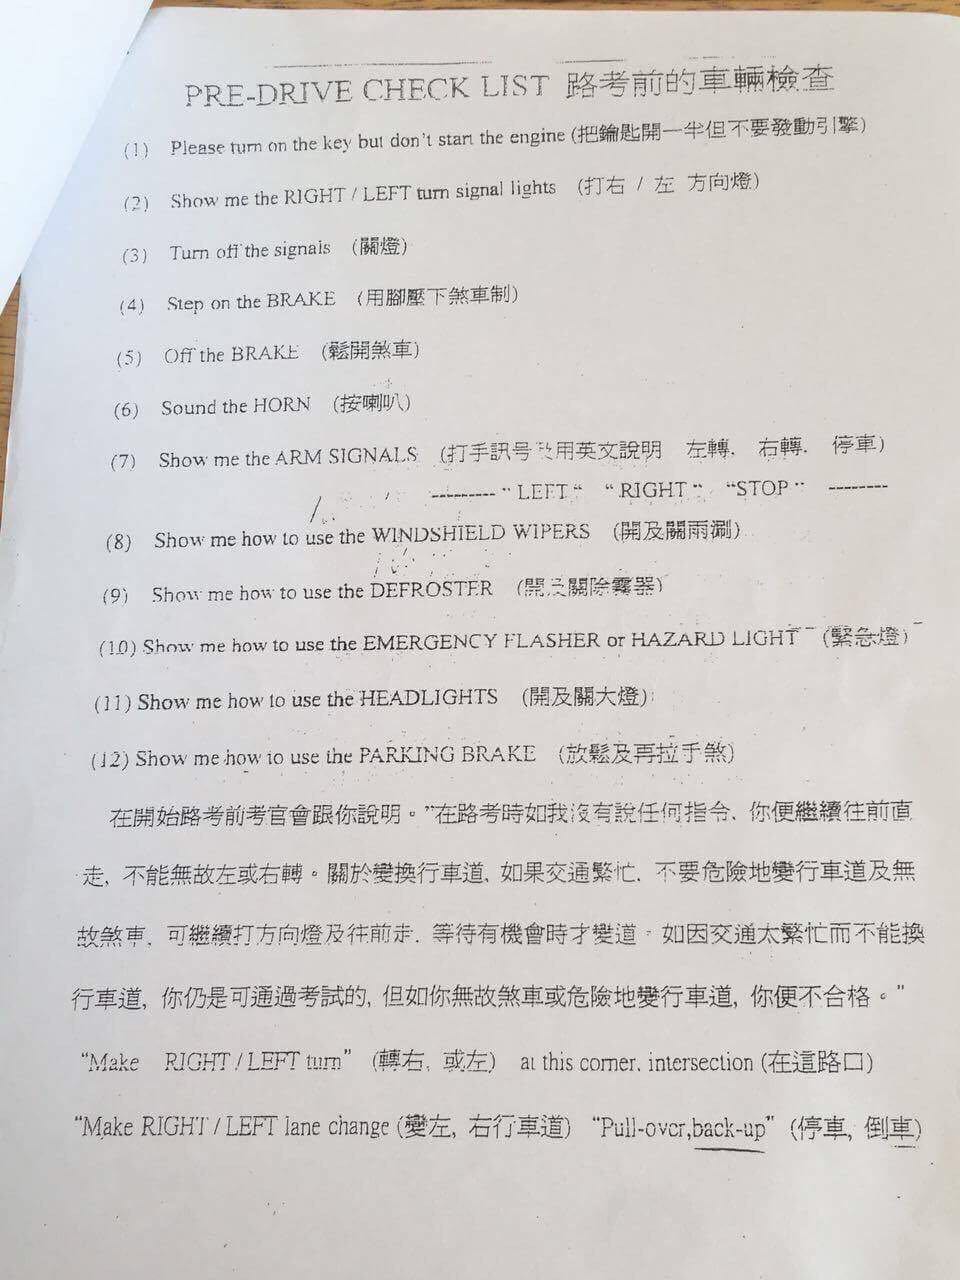 PRE-DRIVE CHECK LIST 路考前的車輛檢查
(1) Please turn on the key but don't start the engine (把鑰匙開一半但不要發動引擎)
(2) Show me the RIGHT / LEFT turn signal lights (打右 / 左 方向燈)
(3) Turn off the signals (關燈)
(4) Step on the BRAKE (用腳壓下煞車制)
(5) Off the BRAKE (鬆開煞車)
(6) Sound the HORN (按喇叭)
(7) Show me the ARM SIGNALS (打手訊号及用英文說明 左轉. 右轉. 停車)
--------- "LEFT" "RIGHT". "STOP" --------
(8) Show me how to use the WINDSHIELD WIPERS (開及關雨涮)
(9) Show me how to use the DEFROSTER (開及關除霧器)
(10) Show me how to use the EMERGENCY FLASHER or HAZARD LIGHT (緊急燈)
(11) Show me how to use the HEADLIGHTS (開及關大燈)
(12) Show me how to use the PARKING BRAKE (放鬆及再拉手煞)
在開始路考前考官會跟你說明。"在路考時如我沒有說任何指令, 你便繼續往前直
走, 不能無故左或右轉。關於變換行車道, 如果交通繁忙, 不要危險地變行車道及無
故煞車, 可繼續打方向燈及往前走, 等待有機會時才變道。如因交通太繁忙而不能換
行車道, 你仍是可通過考試的, 但如你無故煞車或危險地變行車道, 你便不合格。"
"Make RIGHT / LEFT turn" (轉右, 或左) at this corner, intersection (在這路口)
"Make RIGHT / LEFT lane change (變左, 右行車道) "Pull-over,back-up" (停車, 倒車)